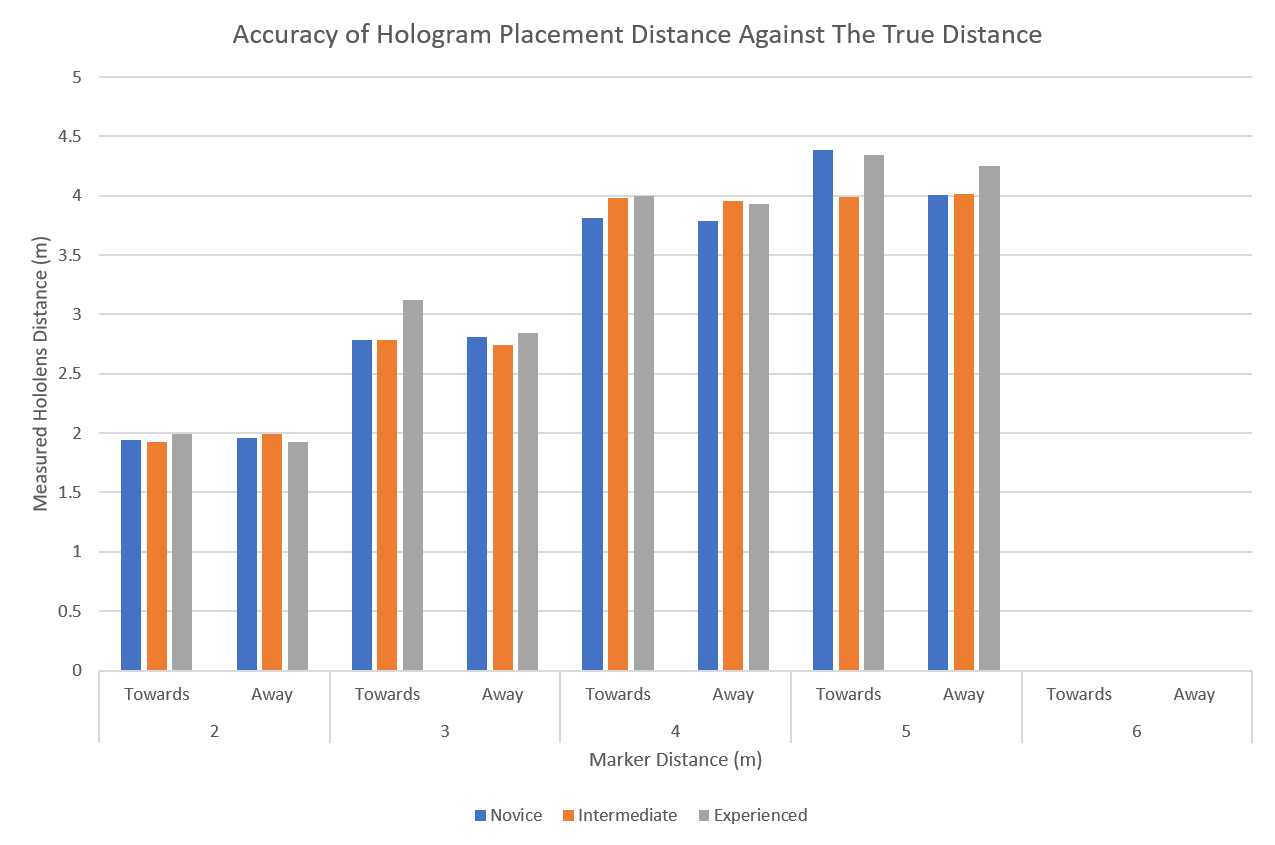 Accuracy of Hologram Placement Distance Against The True Distance
Measured Hololens Distance (m)
5
4.5
4
3.5
3
2.5
2
1.5
1
0.5
0
Towards Away Towards Away Towards Away Towards Away Towards Away
2 3 4 5 6
Marker Distance (m)
Novice Intermediate Experienced